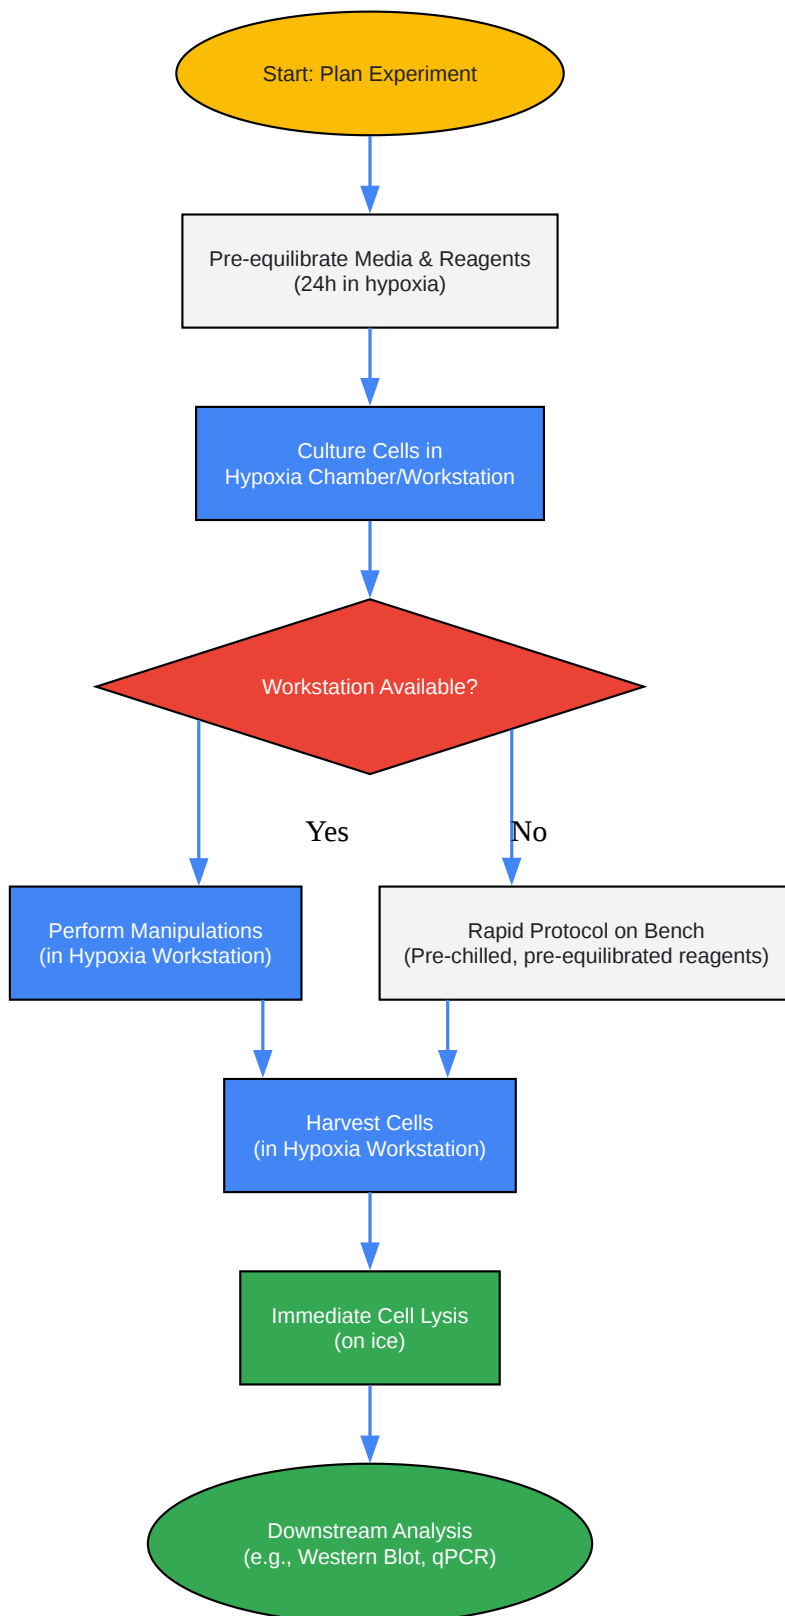 Start: Plan Experiment
Pre-equilibrate Media & Reagents
(24h in hypoxia)
Culture Cells in
Hypoxia Chamber/Workstation
Workstation Available?
Yes
No
Perform Manipulations
(in Hypoxia Workstation)
Rapid Protocol on Bench
(Pre-chilled, pre-equilibrated reagents)
Harvest Cells
(in Hypoxia Workstation)
Immediate Cell Lysis
(on ice)
Downstream Analysis
(e.g., Western Blot, qPCR)